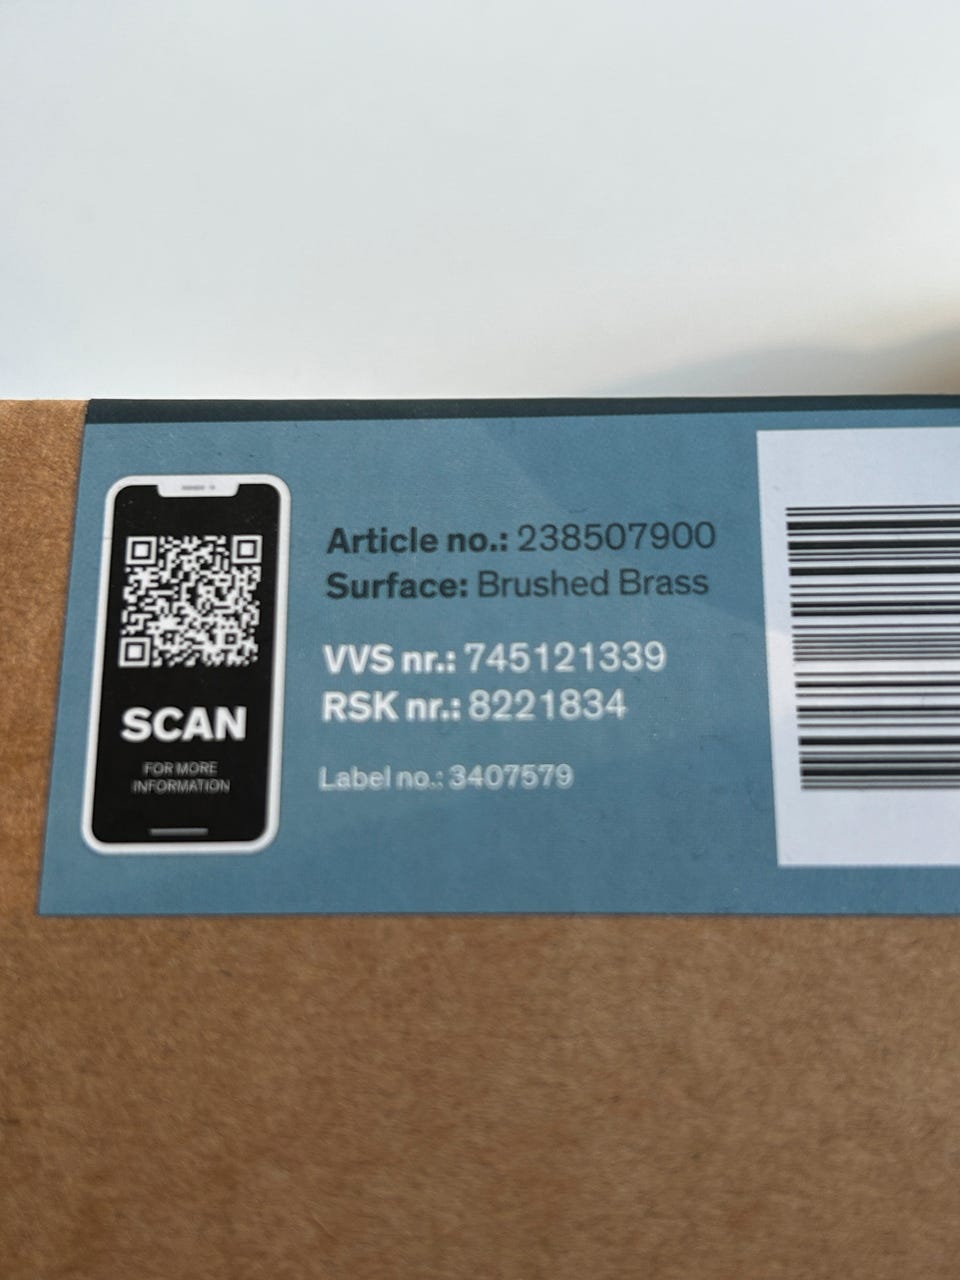 Article no.: 238507900
Surface: Brushed Brass
VVS nr.: 745121339
RSK nr.: 8221834
Label no.: 3407579
SCAN
FOR MORE
INFORMATION